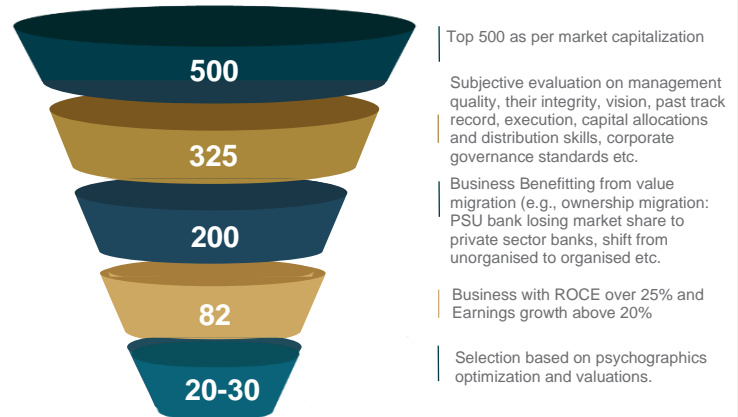 500
Top 500 as per market capitalization
325
Subjective evaluation on management
quality, their integrity, vision, past track
record, execution, capital allocations
and distribution skills, corporate
governance standards etc.
200
Business Benefitting from value
migration (e.g., ownership migration:
PSU bank losing market share to
private sector banks, shift from
unorganised to organised etc.
82
Business with ROCE over 25% and
Earnings growth above 20%
20-30
Selection based on psychographics
optimization and valuations.